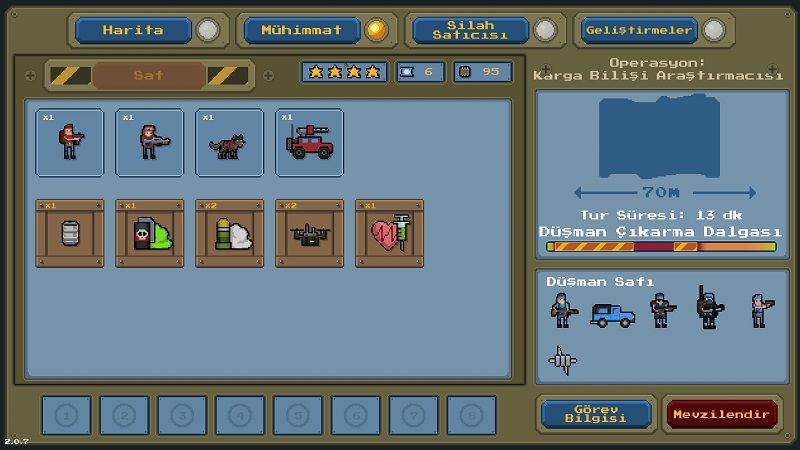 Harita
Mühimmat
Silah
Satıcısı
Geliştirmeler
Sat
6
95
Operasyon:
Karga Bilişi Araştırmacısı
x1
x1
x1
x1
x1
x1
x2
x2
x1
70m
Tur Süresi: 13 dk
Düşman Çıkarma Dalgası
Düşman Safı
1
2
3
4
5
6
7
8
Görev
Bilgisi
Mevzilendir
2.0.7